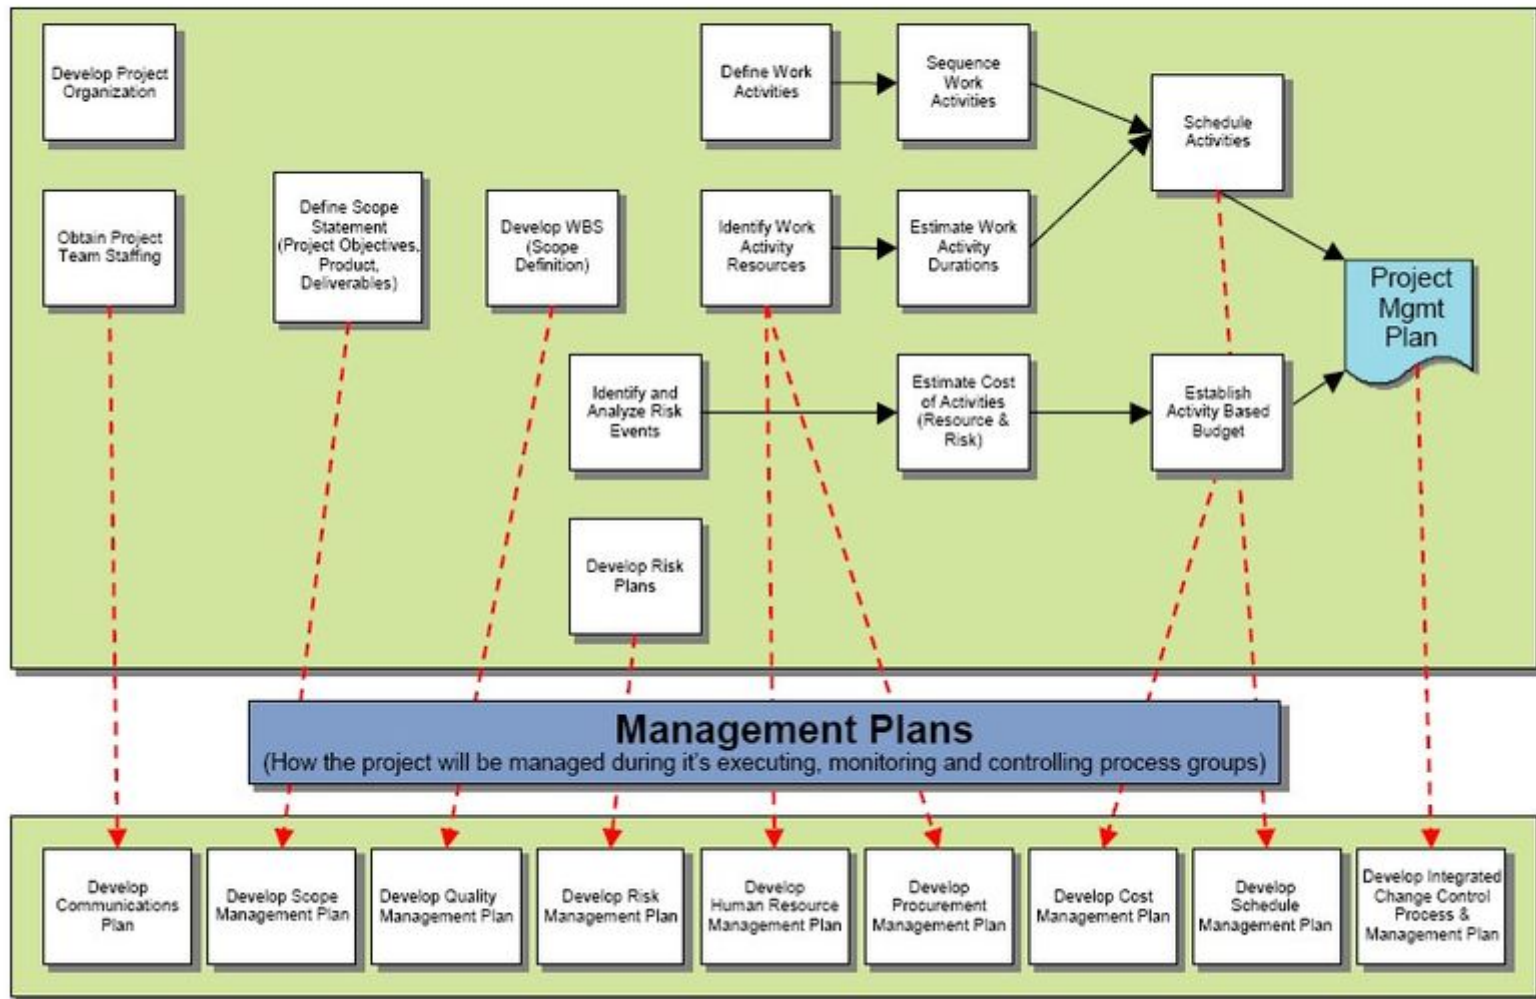 Develop Project
Organization
Define Work
Activities
Sequence
Work
Activities
Schedule
Activities
Obtain Project
Team Staffing
Define Scope
Statement
(Project Objectives,
Product,
Deliverables)
Develop WBS
(Scope
Definition)
Identify Work
Activity
Resources
Estimate Work
Activity
Durations
Project
Mgmt
Plan
Identify and
Analyze Risk
Events
Estimate Cost
of Activities
(Resource &
Risk)
Establish
Activity Based
Budget
Develop Risk
Plans
Management Plans
(How the project will be managed during it's executing, monitoring and controlling process groups)
Develop
Communications
Plan
Develop Scope
Management Plan
Develop Quality
Management Plan
Develop Risk
Management Plan
Develop
Human Resource
Management Plan
Develop
Procurement
Management Plan
Develop Cost
Management Plan
Develop
Schedule
Management Plan
Develop Integrated
Change Control
Process &
Management Plan